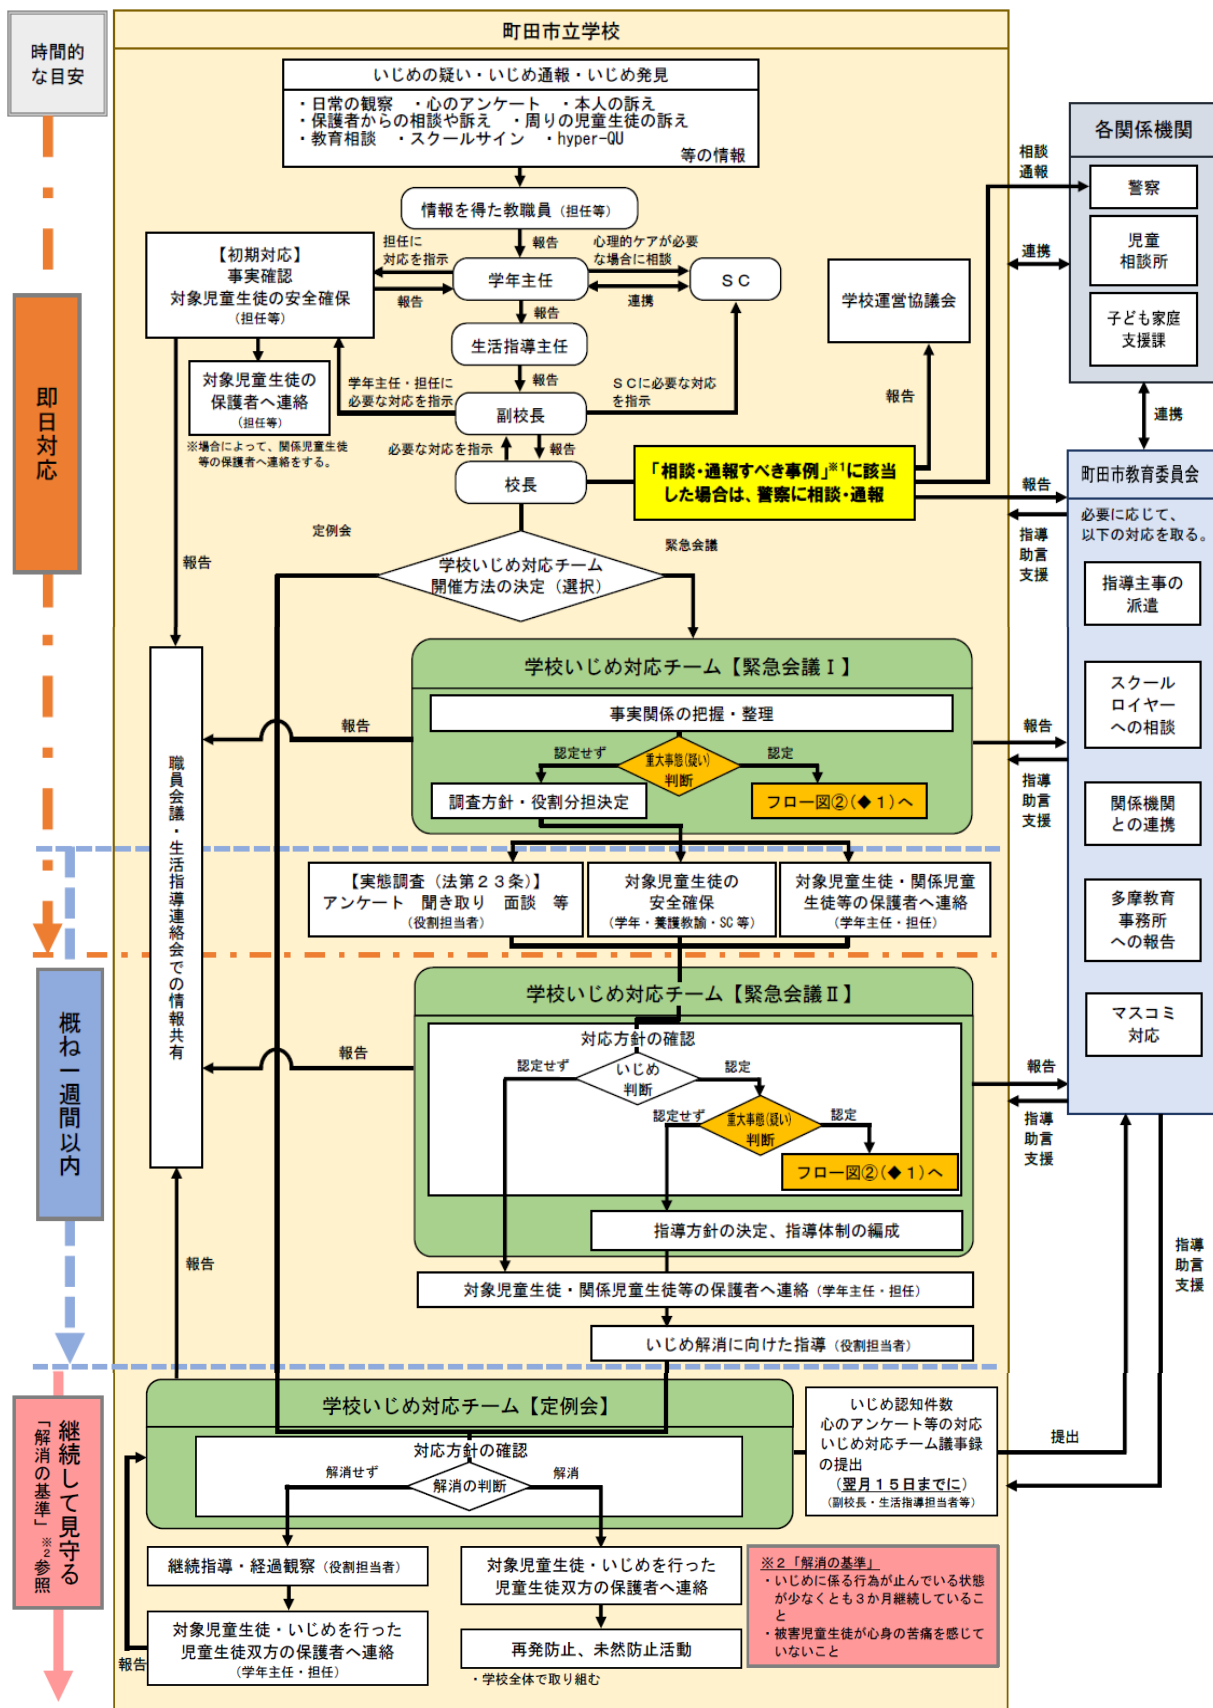 時間的
な目安
町田市立学校
いじめの疑い・いじめ通報・いじめ発見
・日常の観察　・心のアンケート　・本人の訴え
・保護者からの相談や訴え　・周りの児童生徒の訴え
・教育相談　・スクールサイン　・hyper-QU
等の情報
情報を得た教職員（担任等）
報告
担任に
対応を指示
心理的ケアが必要
な場合に相談
【初期対応】
事実確認
対象児童生徒の安全確保
（担任等）
学年主任
ＳＣ
報告
連携
報告
生活指導主任
報告
対象児童生徒の
保護者へ連絡
（担任等）
※場合によって、関係児童生徒
等の保護者へ連絡をする。
学年主任・担任に
必要な対応を指示
ＳＣに必要な対応
を指示
副校長
必要な対応を指示
報告
校長
学校運営協議会
報告
「相談・通報すべき事例」※1に該当
した場合は、警察に相談・通報
相談
通報
各関係機関
警察
児童
相談所
子ども家庭
支援課
連携
連携
報告
指導
助言
支援
町田市教育委員会
必要に応じて、
以下の対応を取る。
指導主事の
派遣
スクール
ロイヤー
への相談
関係機関
との連携
多摩教育
事務所
への報告
マスコミ
対応
即日対応
報告
定例会
緊急会議
学校いじめ対応チーム
開催方法の決定（選択）
学校いじめ対応チーム【緊急会議Ⅰ】
事実関係の把握・整理
認定せず
重大事態(疑い)
判断
認定
調査方針・役割分担決定
フロー図②(◆１)へ
報告
報告
指導
助言
支援
職員会議・生活指導連絡会での情報共有
【実態調査（法第２３条）】
アンケート　聞き取り　面談　等
（役割担当者）
対象児童生徒の
安全確保
（学年・養護教諭・SC 等）
対象児童生徒・関係児童
生徒等の保護者へ連絡
（学年主任・担任）
概ね一週間以内
学校いじめ対応チーム【緊急会議Ⅱ】
対応方針の確認
認定せず
いじめ
判断
認定
認定せず
重大事態(疑い)
判断
認定
フロー図②(◆１)へ
指導方針の決定、指導体制の編成
報告
報告
指導
助言
支援
対象児童生徒・関係児童生徒等の保護者へ連絡（学年主任・担任）
いじめ解消に向けた指導（役割担当者）
報告
指導
助言
支援
継続して見守る
「解消の基準」※２参照
学校いじめ対応チーム【定例会】
対応方針の確認
解消せず
解消の判断
解消
いじめ認知件数
心のアンケート等の対応
いじめ対応チーム議事録
の提出
（翌月１５日までに）
（副校長・生活指導担当者等）
提出
継続指導・経過観察（役割担当者）
対象児童生徒・いじめを行った
児童生徒双方の保護者へ連絡
（学年主任・担任）
報告
対象児童生徒・いじめを行った
児童生徒双方の保護者へ連絡
再発防止、未然防止活動
・学校全体で取り組む
※２「解消の基準」
・いじめに係る行為が止んでいる状態
が少なくとも３か月継続しているこ
と
・被害児童生徒が心身の苦痛を感じて
いないこと